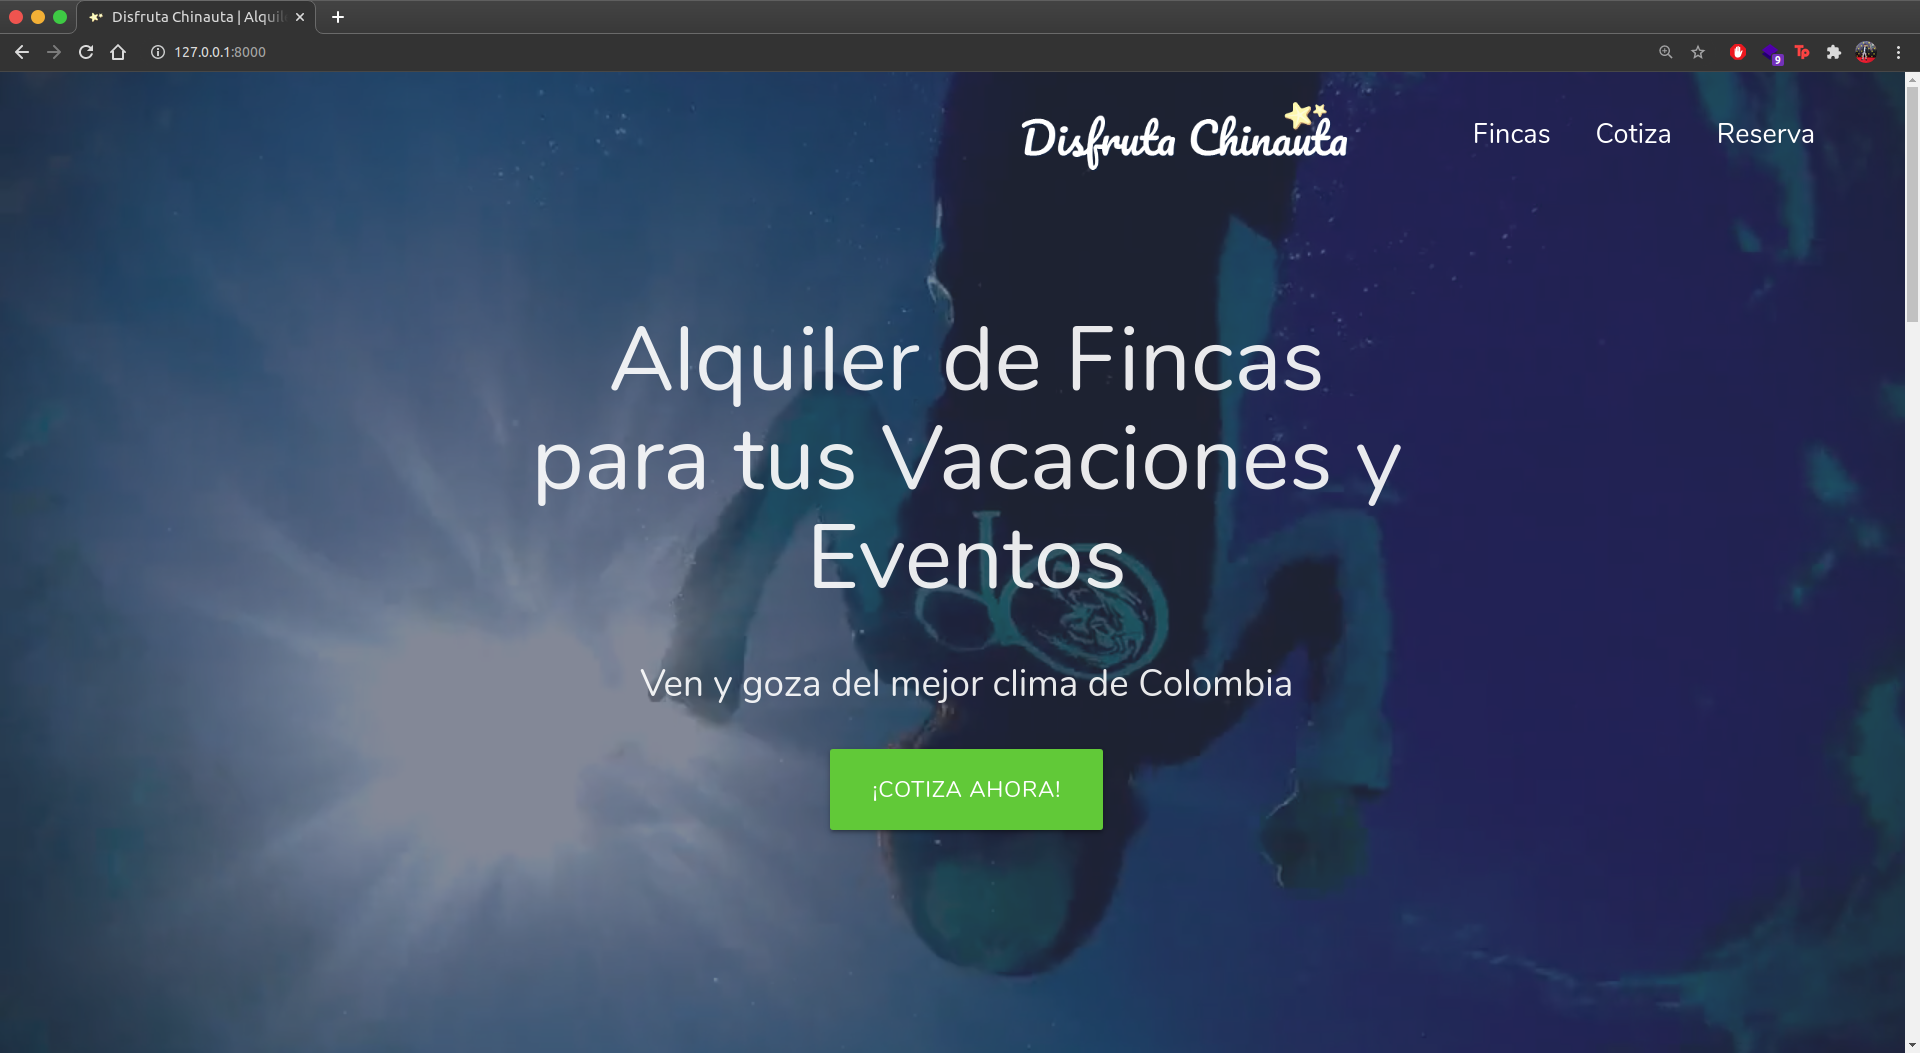 Disfruta Chinauta | Alquil
127.0.0.1:8000
9
Tp
Disfruta Chinauta
Fincas
Cotiza
Reserva
Alquiler de Fincas
para tus Vacaciones y
Eventos
Ven y goza del mejor clima de Colombia
¡COTIZA AHORA!